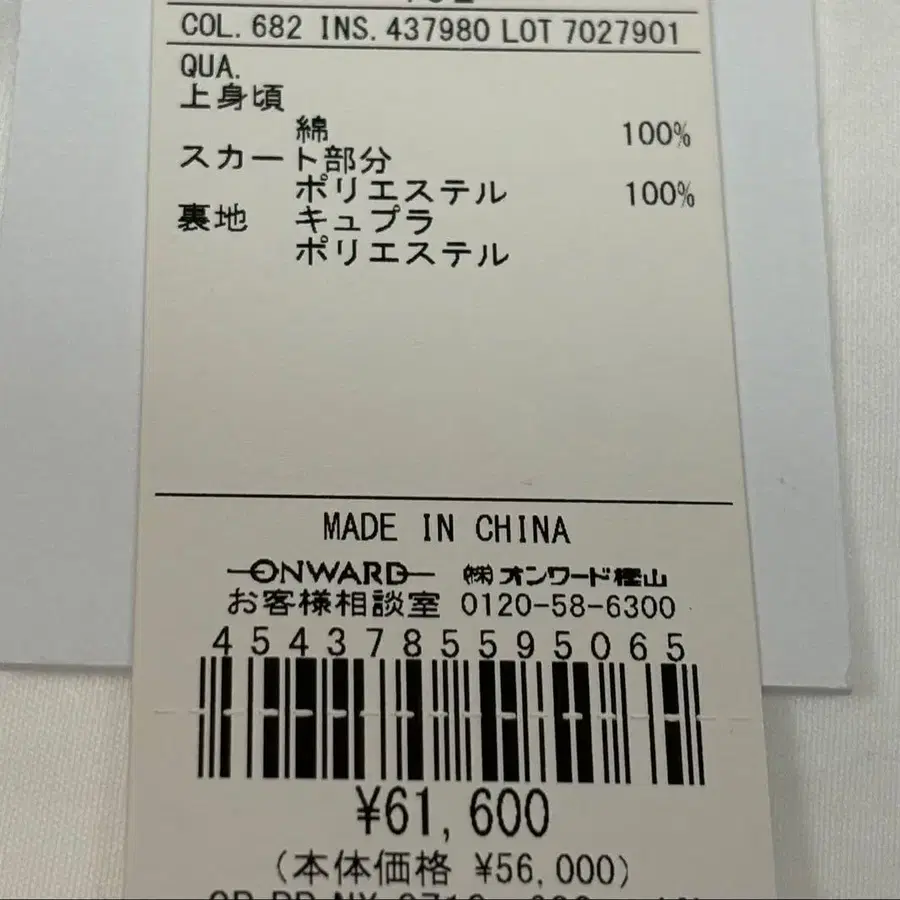 COL. 682 INS. 437980 LOT 7027901
QUA.
上身頃
綿 100%
スカート部分
ポリエステル 100%
裏地 キュプラ
ポリエステル
MADE IN CHINA
ONWARD ㈱オンワード樫山
お客様相談室 0120-58-6300
4543785595065
¥61,600
(本体価格 ¥56,000)